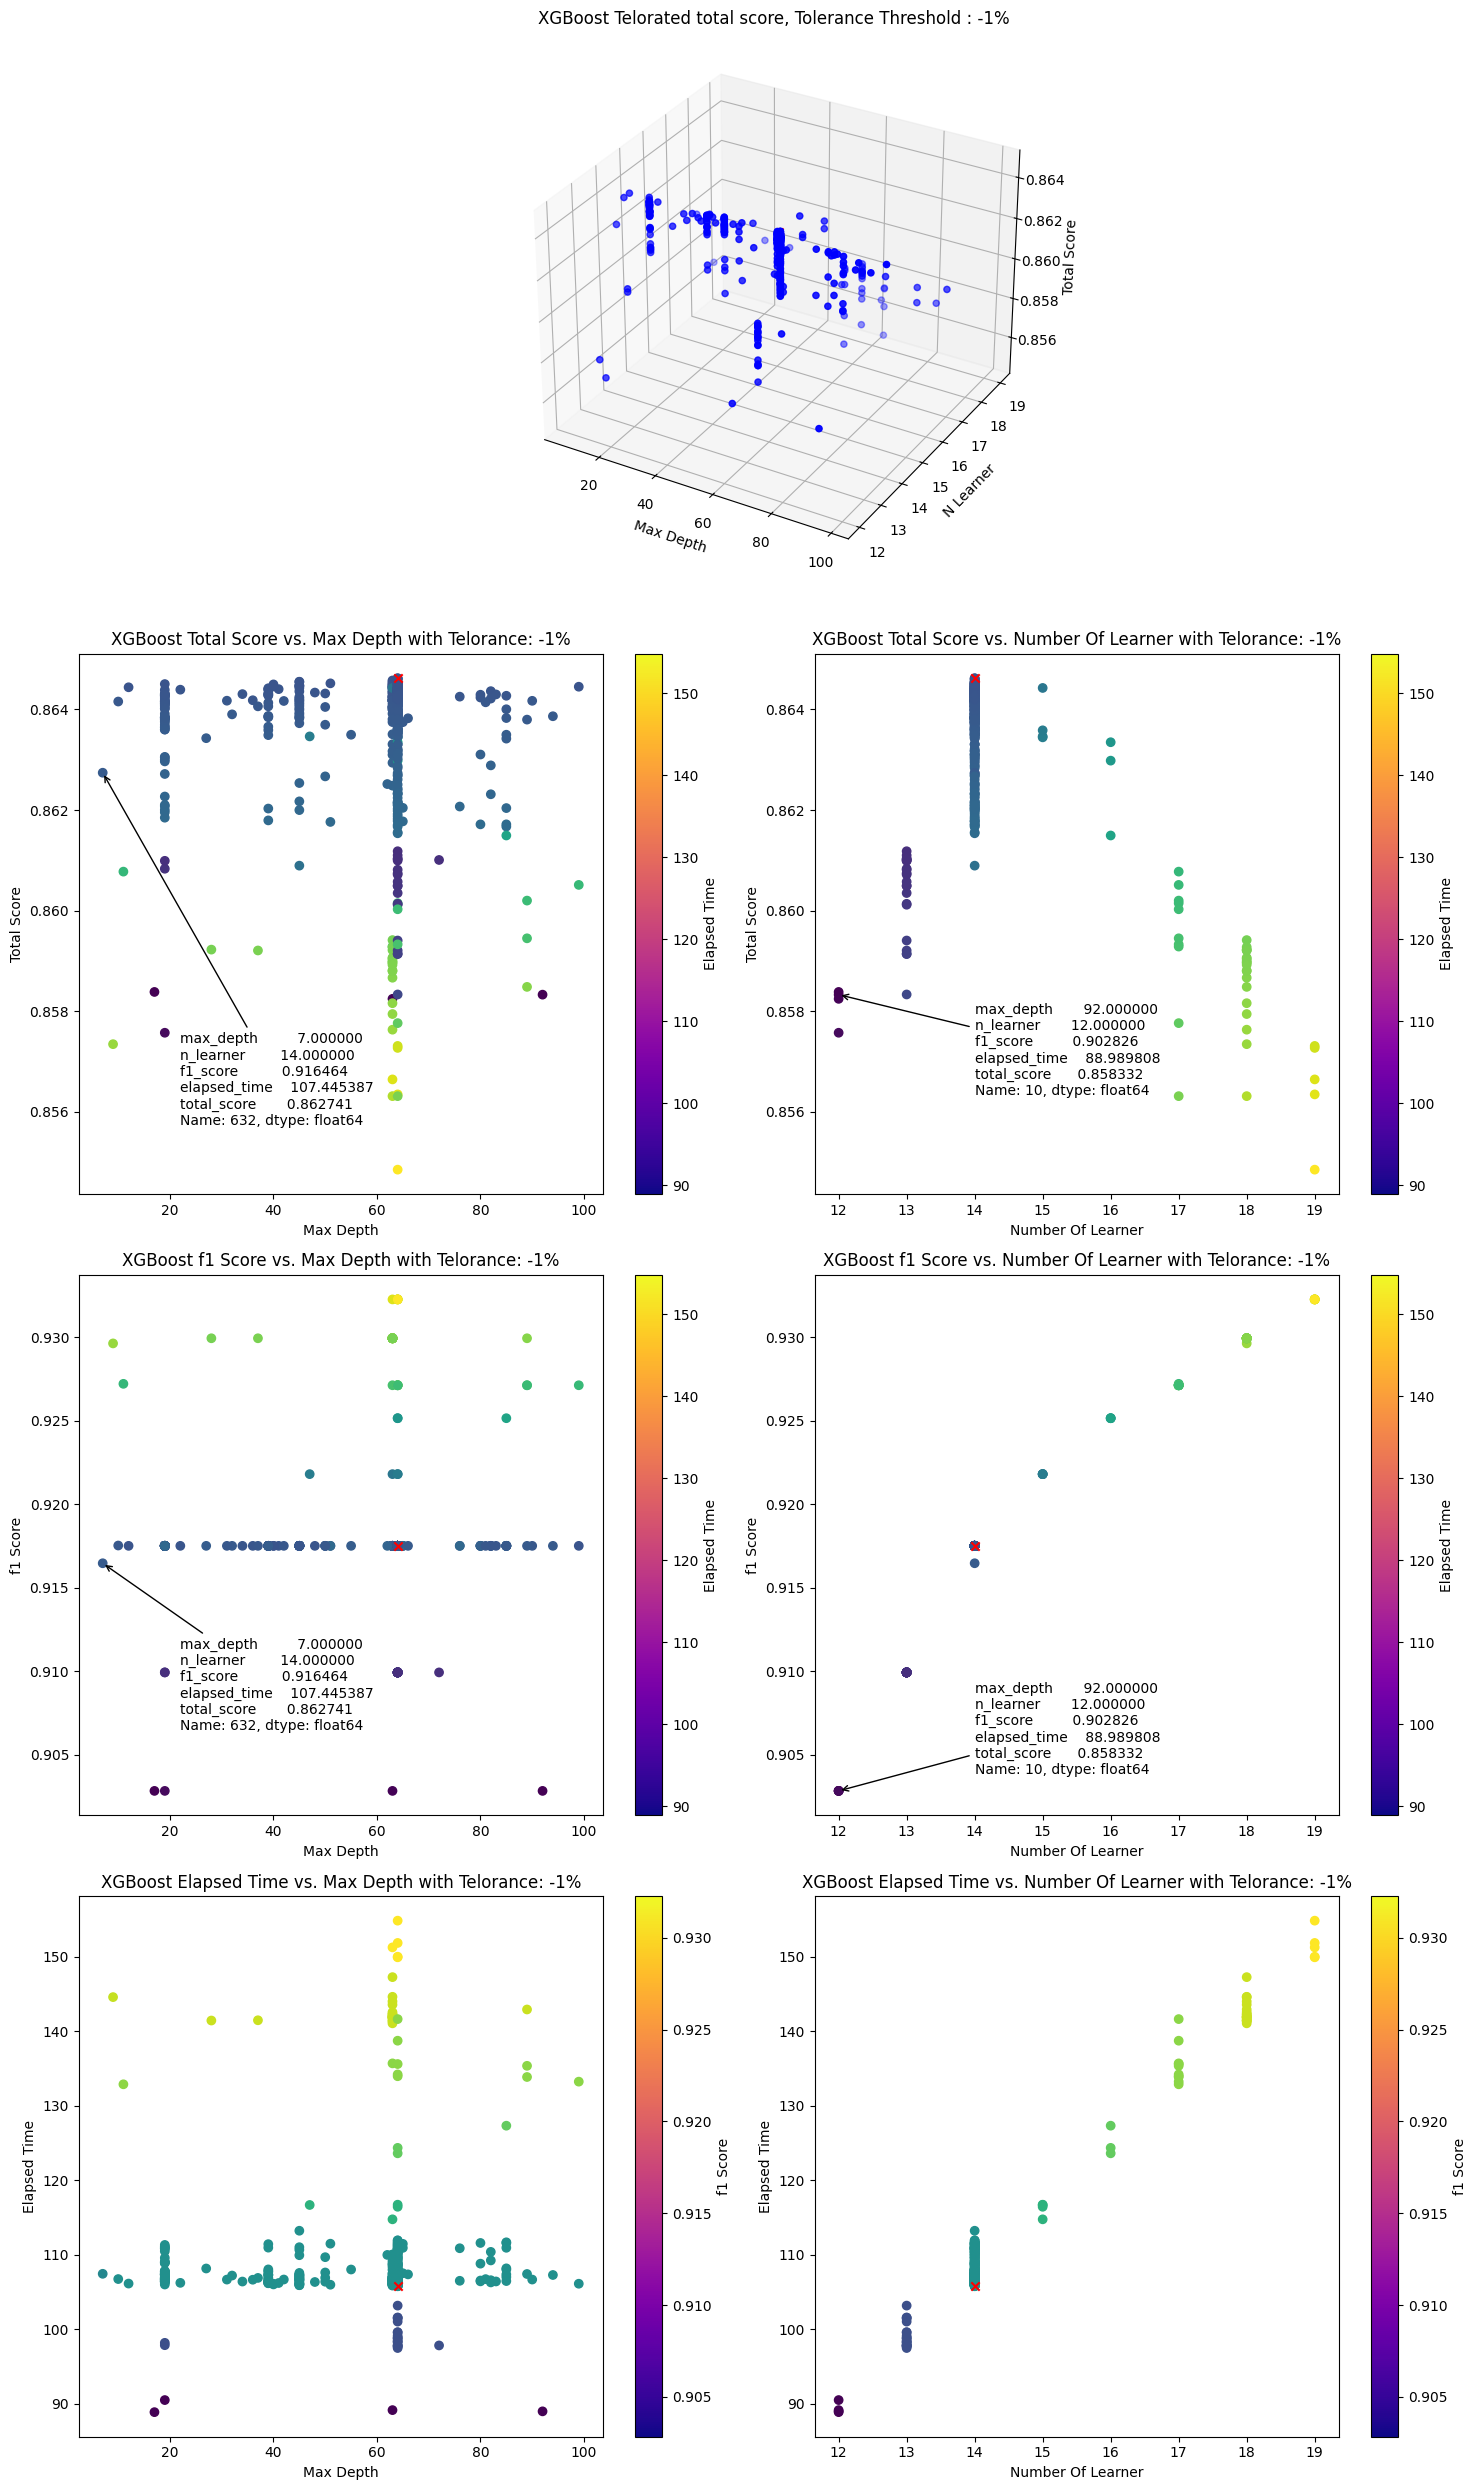 XGBoost Telorated total score, Tolerance Threshold : -1%
0.864
0.862
0.860
0.858
0.856
Total Score
20
40
60
80
100
Max Depth
12
13
14
15
16
17
18
19
N Learner
XGBoost Total Score vs. Max Depth with Telorance: -1%
0.864
0.862
0.860
0.858
0.856
Total Score
max_depth 7.000000
n_learner 14.000000
f1_score 0.916464
elapsed_time 107.445387
total_score 0.862741
Name: 632, dtype: float64
20 40 60 80 100
Max Depth
150
140
130
120
110
100
90
Elapsed Time
XGBoost Total Score vs. Number Of Learner with Telorance: -1%
0.864
0.862
0.860
0.858
0.856
Total Score
max_depth 92.000000
n_learner 12.000000
f1_score 0.902826
elapsed_time 88.989808
total_score 0.858332
Name: 10, dtype: float64
12 13 14 15 16 17 18 19
Number Of Learner
150
140
130
120
110
100
90
Elapsed Time
XGBoost f1 Score vs. Max Depth with Telorance: -1%
0.930
0.925
0.920
0.915
0.910
0.905
f1 Score
max_depth 7.000000
n_learner 14.000000
f1_score 0.916464
elapsed_time 107.445387
total_score 0.862741
Name: 632, dtype: float64
20 40 60 80 100
Max Depth
150
140
130
120
110
100
90
Elapsed Time
XGBoost f1 Score vs. Number Of Learner with Telorance: -1%
0.930
0.925
0.920
0.915
0.910
0.905
f1 Score
max_depth 92.000000
n_learner 12.000000
f1_score 0.902826
elapsed_time 88.989808
total_score 0.858332
Name: 10, dtype: float64
12 13 14 15 16 17 18 19
Number Of Learner
150
140
130
120
110
100
90
Elapsed Time
XGBoost Elapsed Time vs. Max Depth with Telorance: -1%
150
140
130
120
110
100
90
Elapsed Time
20 40 60 80 100
Max Depth
0.930
0.925
0.920
0.915
0.910
0.905
f1 Score
XGBoost Elapsed Time vs. Number Of Learner with Telorance: -1%
150
140
130
120
110
100
90
Elapsed Time
12 13 14 15 16 17 18 19
Number Of Learner
0.930
0.925
0.920
0.915
0.910
0.905
f1 Score